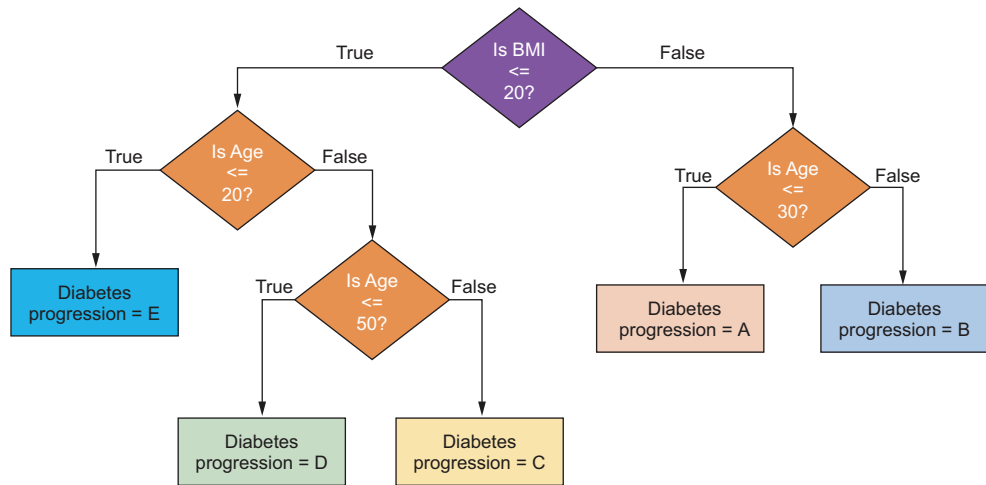 Is BMI
<=
20?
True
False
Is Age
<=
20?
True
False
Is Age
<=
30?
True
False
Diabetes
progression = E
Is Age
<=
50?
True
False
Diabetes
progression = A
Diabetes
progression = B
Diabetes
progression = D
Diabetes
progression = C